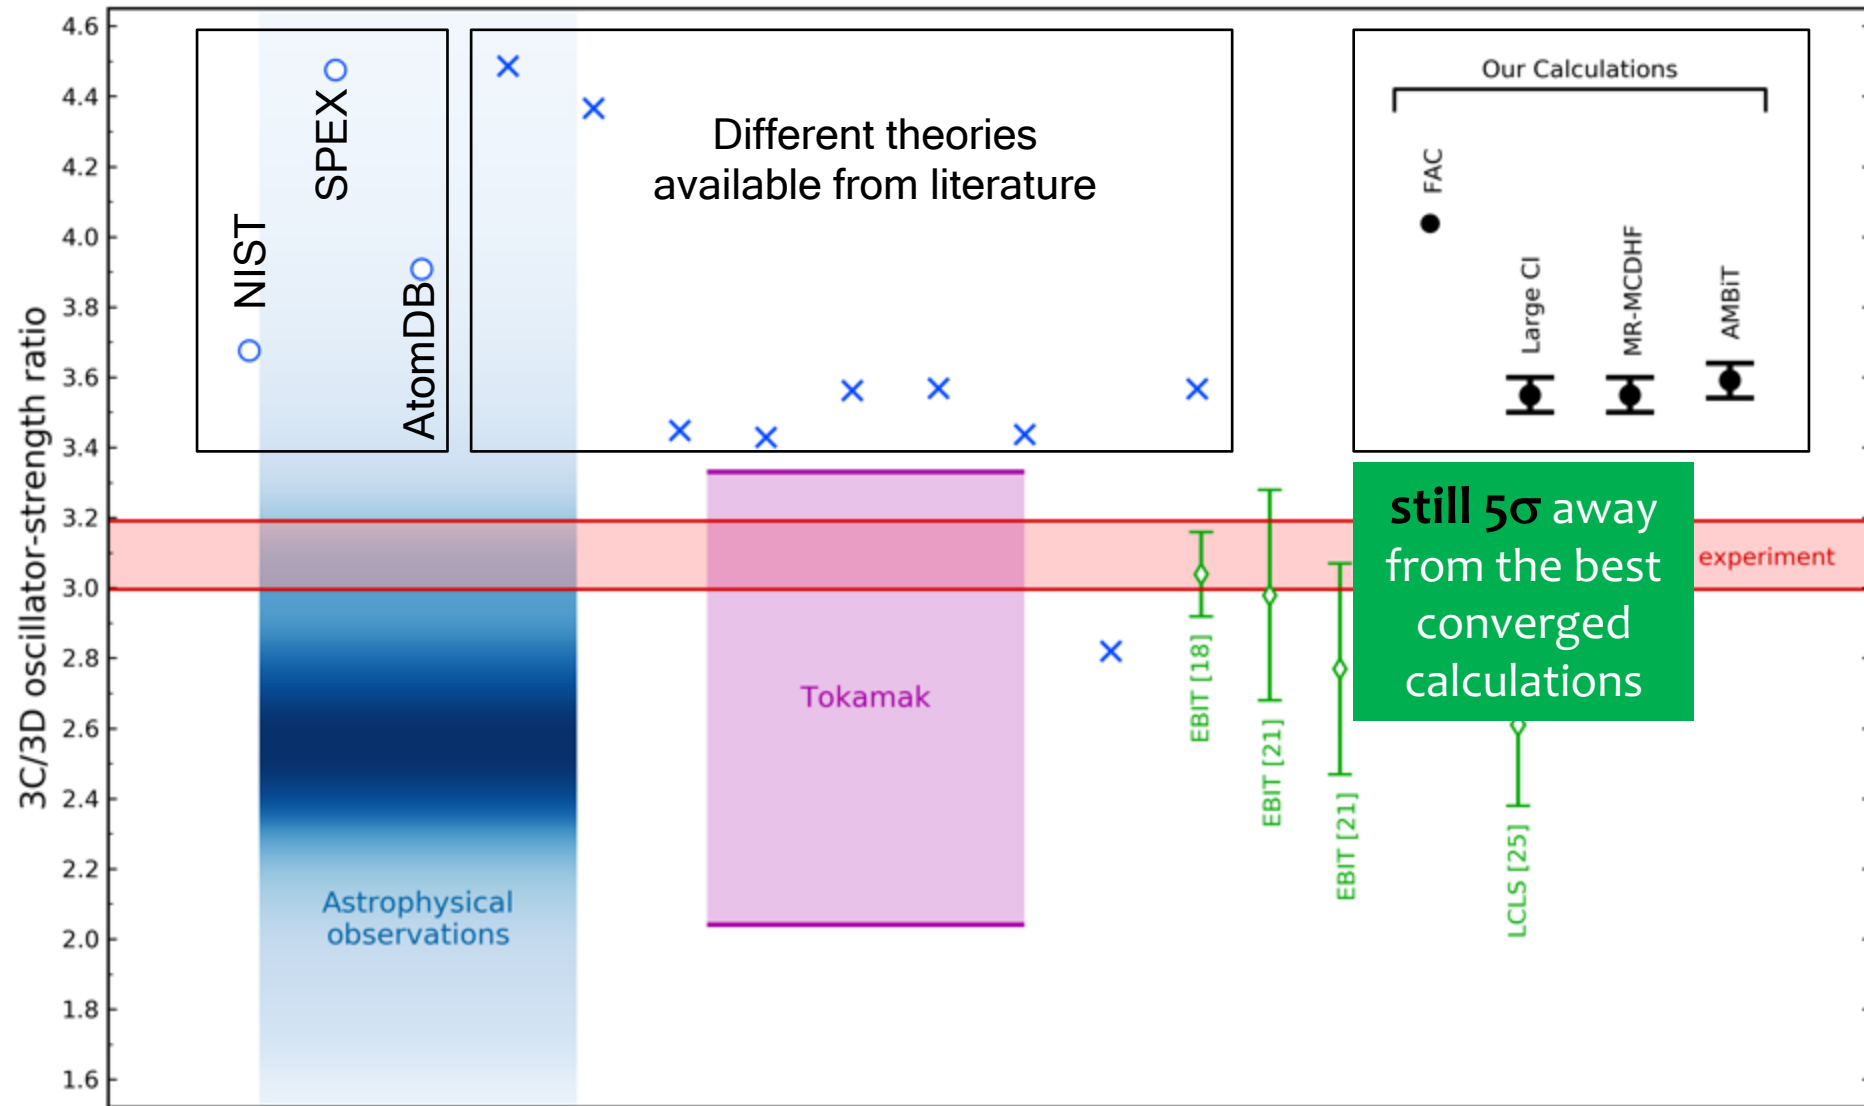 3C/3D oscillator-strength ratio
4.6
4.4
4.2
4.0
3.8
3.6
3.4
3.2
3.0
2.8
2.6
2.4
2.2
2.0
1.8
1.6
NIST
SPEX
AtomDB
Different theories
available from literature
Our Calculations
FAC
Large CI
MR-MCDHF
AMBiT
Astrophysical
observations
Tokamak
EBIT [18]
EBIT [21]
EBIT [21]
still 5σ away
from the best
converged
calculations
experiment
LCLS [25]